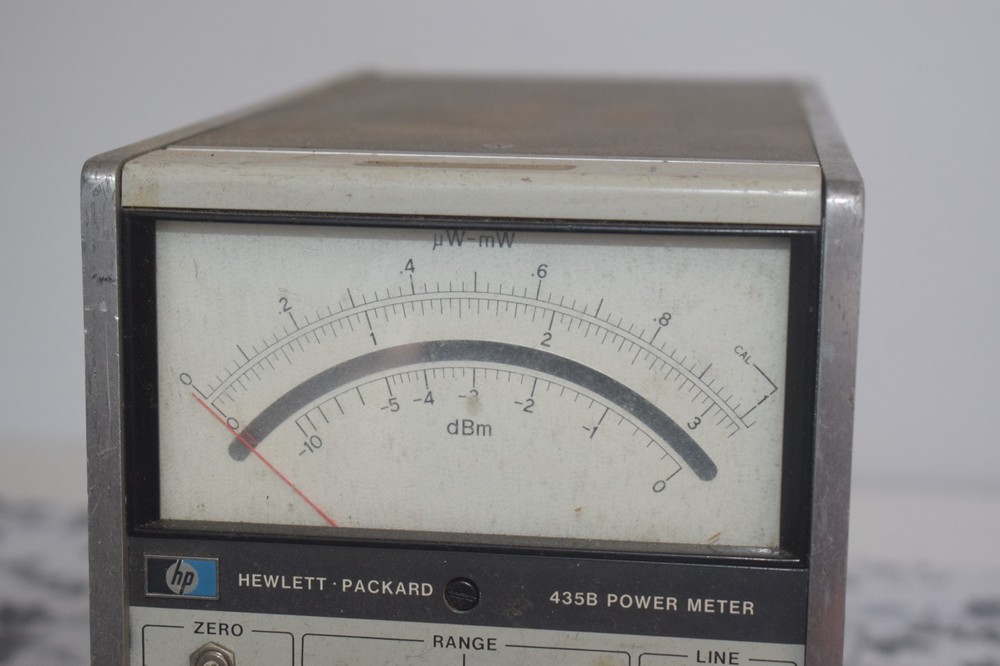 µW-mW
0 .2 .4 .6 .8 1
CAL
0 1 2 3
-10 -5 -4 -3 -2 -1 0
dBm
hp HEWLETT · PACKARD 435B POWER METER
ZERO RANGE LINE